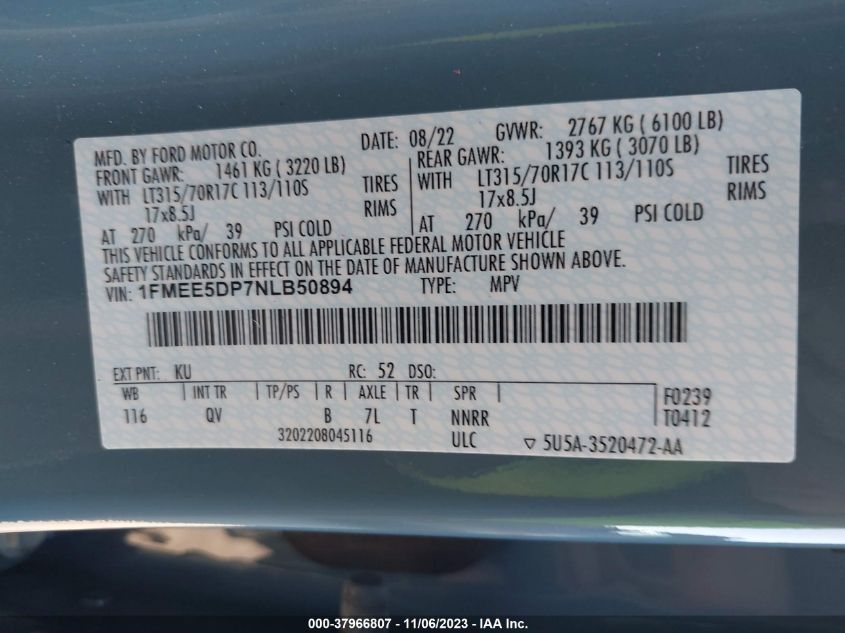 MFD. BY FORD MOTOR CO. DATE: 08/22 GVWR: 2767 KG ( 6100 LB)
FRONT GAWR: 1461 KG ( 3220 LB) REAR GAWR: 1393 KG ( 3070 LB)
WITH LT315/70R17C 113/110S TIRES WITH LT315/70R17C 113/110S TIRES
17x8.5J RIMS 17x8.5J RIMS
AT 270 kPa/ 39 PSI COLD AT 270 kPa/ 39 PSI COLD
THIS VEHICLE CONFORMS TO ALL APPLICABLE FEDERAL MOTOR VEHICLE
SAFETY STANDARDS IN EFFECT ON THE DATE OF MANUFACTURE SHOWN ABOVE.
VIN: 1FMEE5DP7NLB50894 TYPE: MPV
EXT PNT: KU RC: 52 DSO:
WB INT TR TP/PS R AXLE TR SPR F0239
116 QV B 7L T NNRR T0412
3202208045116 ULC ▽ 5U5A-3520472-AA
000-37966807 - 11/06/2023 - IAA Inc.